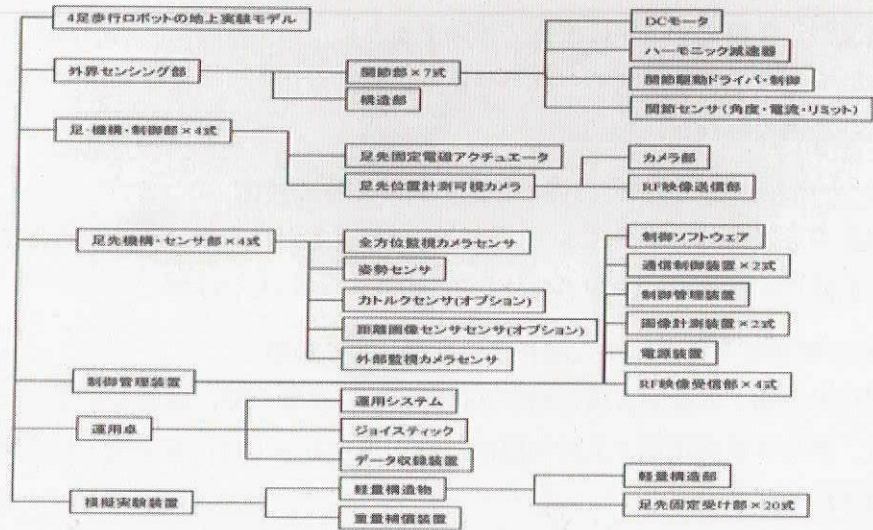 4足歩行ロボットの地上実験モデル
外界センシング部
関節部×7式
DCモータ
ハーモニック減速器
関節駆動ドライバ・制御
関節センサ(角度・電流・リミット)
構造部
足・機構・制御部×4式
足先固定電磁アクチュエータ
足先位置計測可視カメラ
カメラ部
RF映像送信部
足先機構・センサ部×4式
全方位監視カメラセンサ
姿勢センサ
力トルクセンサ(オプション)
距離画像センサセンサ(オプション)
外部監視カメラセンサ
制御管理装置
制御ソフトウェア
通信制御装置×2式
制御管理装置
画像計測装置×2式
電源装置
RF映像受信部×4式
運用卓
運用システム
ジョイスティック
データ収録装置
模擬実験装置
軽量構造物
軽量構造部
足先固定受け部×20式
重量補償装置